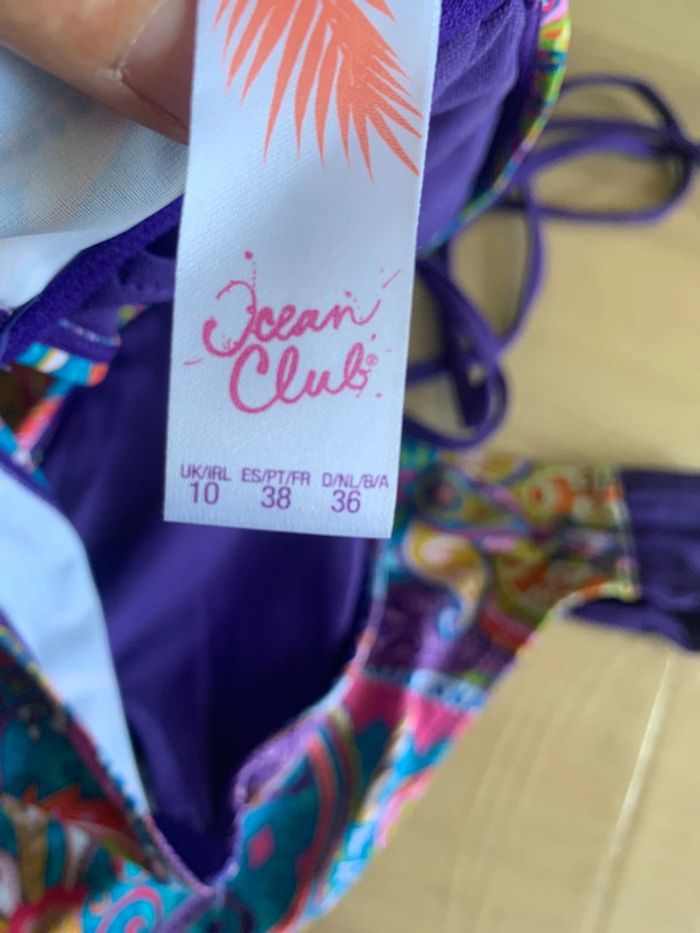 Ocean
Club®
UK/IRL ES/PT/FR D/NL/B/A
10 38 36